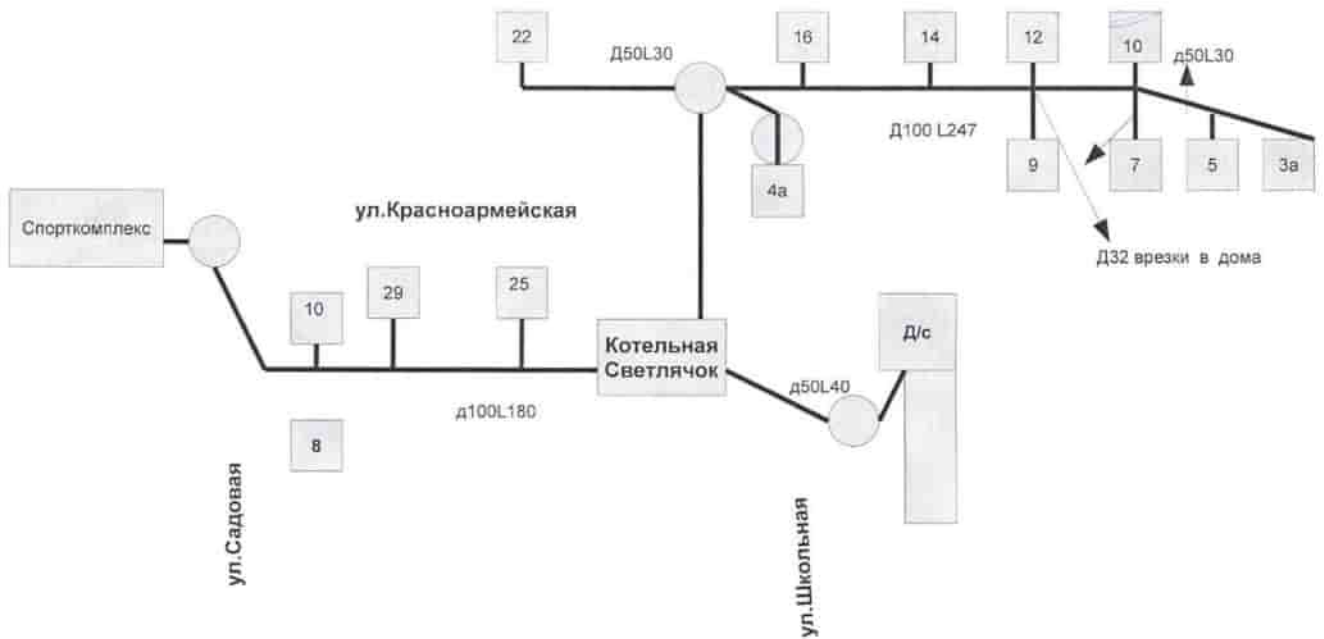 22
Д50L30
16
14
12
10
д50L30
Д100 L247
4а
9
7
5
3а
Спорткомплекс
ул.Красноармейская
Д32 врезки в дома
10
29
25
Котельная
Светлячок
Д/с
д50L40
д100L180
8
ул.Садовая
ул.Школьная